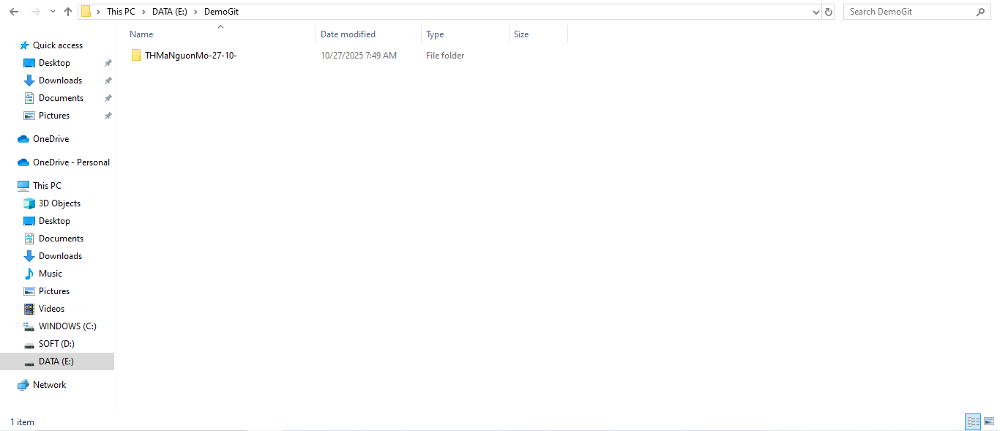 This PC > DATA (E:) > DemoGit
Search DemoGit
Name Date modified Type Size
THMaNguonMo-27-10- 10/27/2025 7:49 AM File folder
Quick access
Desktop
Downloads
Documents
Pictures
OneDrive
OneDrive - Personal
This PC
3D Objects
Desktop
Documents
Downloads
Music
Pictures
Videos
WINDOWS (C:)
SOFT (D:)
DATA (E:)
Network
1 item